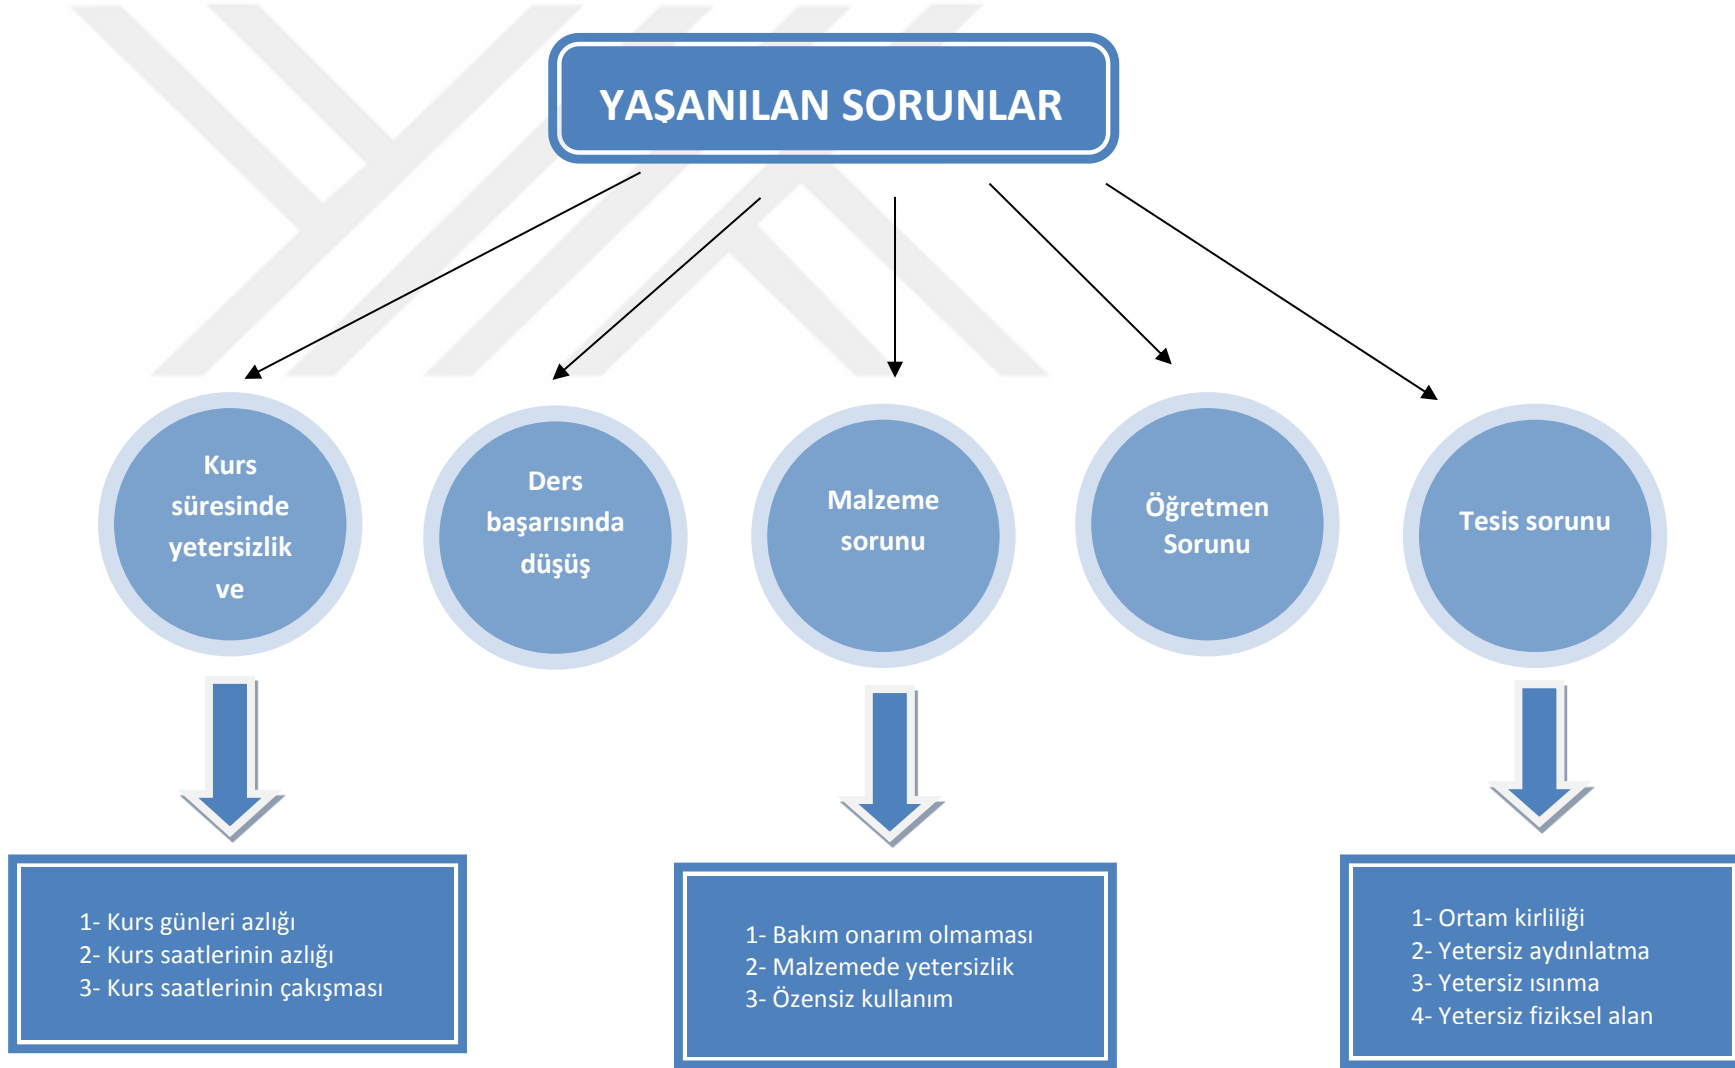 YAŞANILAN SORUNLAR
Kurs
süresinde
yetersizlik
ve
Ders
başarısında
düşüş
Malzeme
sorunu
Öğretmen
Sorunu
Tesis sorunu
1- Kurs günleri azlığı
2- Kurs saatlerinin azlığı
3- Kurs saatlerinin çakışması
1- Bakım onarım olmaması
2- Malzemede yetersizlik
3- Özensiz kullanım
1- Ortam kirliliği
2- Yetersiz aydınlatma
3- Yetersiz ısınma
4- Yetersiz fiziksel alan